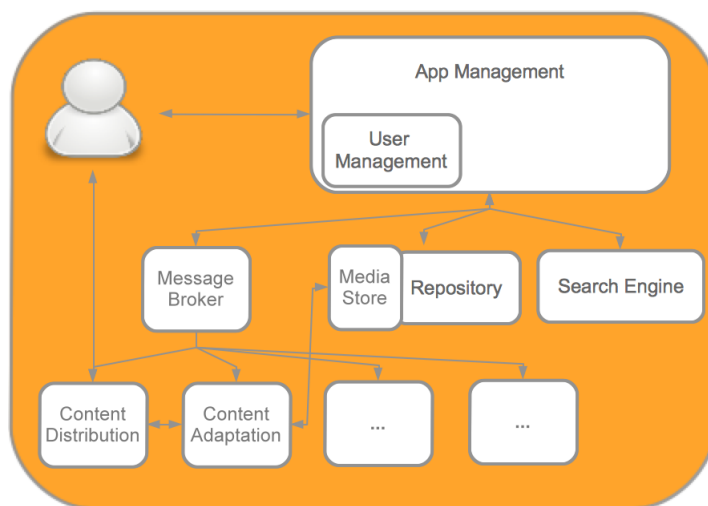 App Management
User
Management
Message
Broker
Media
Store
Repository
Search Engine
Content
Distribution
Content
Adaptation
...
...